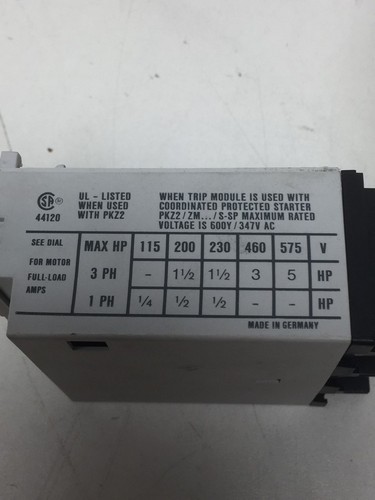 UL - LISTED
WHEN USED
WITH PKZ2
SA
44120
WHEN TRIP MODULE IS USED WITH
COORDINATED PROTECTED STARTER
PKZ2/ZM.../S-SP MAXIMUM RATED
VOLTAGE IS 600Y/347V AC
SEE DIAL
FOR MOTOR
FULL-LOAD
AMPS
MAX HP 115 200 230 460 575 V
3 PH - 1½ 1½ 3 5 HP
1 PH ¼ ½ ½ - - HP
MADE IN GERMANY